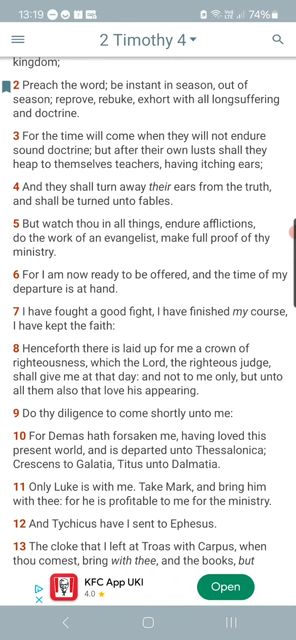 13:19
74%
2 Timothy 4
kingdom;
2 Preach the word; be instant in season, out of
season; reprove, rebuke, exhort with all longsuffering
and doctrine.
3 For the time will come when they will not endure
sound doctrine; but after their own lusts shall they
heap to themselves teachers, having itching ears;
4 And they shall turn away their ears from the truth,
and shall be turned unto fables.
5 But watch thou in all things, endure afflictions,
do the work of an evangelist, make full proof of thy
ministry.
6 For I am now ready to be offered, and the time of my
departure is at hand.
7 I have fought a good fight, I have finished my course,
I have kept the faith:
8 Henceforth there is laid up for me a crown of
righteousness, which the Lord, the righteous judge,
shall give me at that day: and not to me only, but unto
all them also that love his appearing.
9 Do thy diligence to come shortly unto me:
10 For Demas hath forsaken me, having loved this
present world, and is departed unto Thessalonica;
Crescens to Galatia, Titus unto Dalmatia.
11 Only Luke is with me. Take Mark, and bring him
with thee: for he is profitable to me for the ministry.
12 And Tychicus have I sent to Ephesus.
13 The cloke that I left at Troas with Carpus, when
thou comest, bring with thee, and the books, but
KFC App UKI
4.0 ★
Open